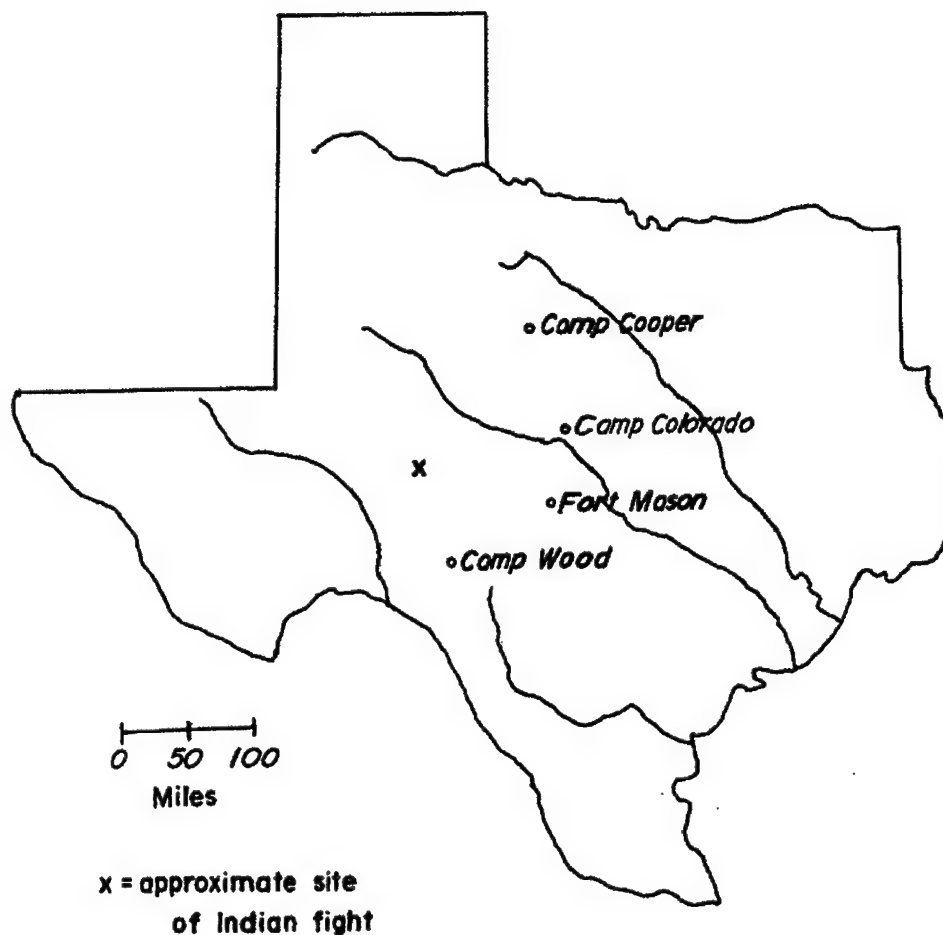 Camp Cooper
Camp Colorado
x
Fort Mason
Camp Wood
0 50 100
Miles
x = approximate site
of Indian fight